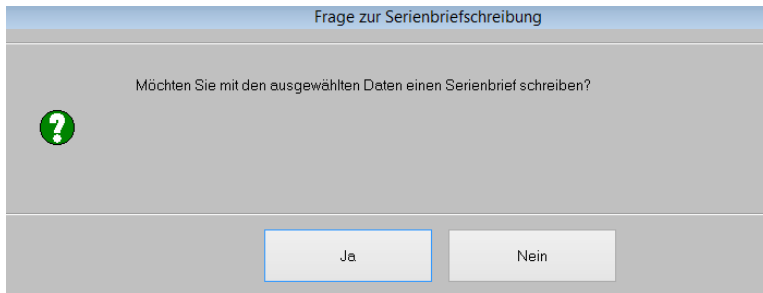 Frage zur Serienbriefschreibung
Möchten Sie mit den ausgewählten Daten einen Serienbrief schreiben?
Ja
Nein